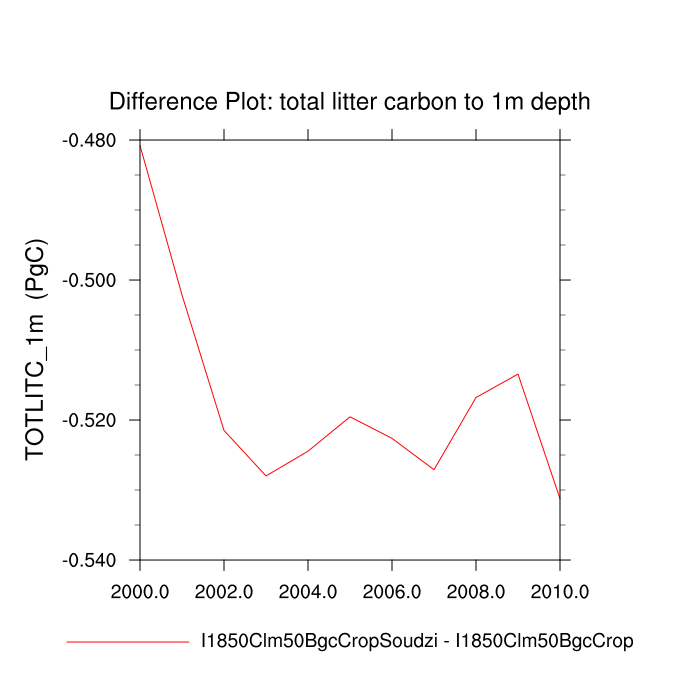 Difference Plot: total litter carbon to 1m depth
TOTLITC_1m (PgC)
-0.480
-0.500
-0.520
-0.540
2000.0 2002.0 2004.0 2006.0 2008.0 2010.0
I1850Clm50BgcCropSoudzi - I1850Clm50BgcCrop